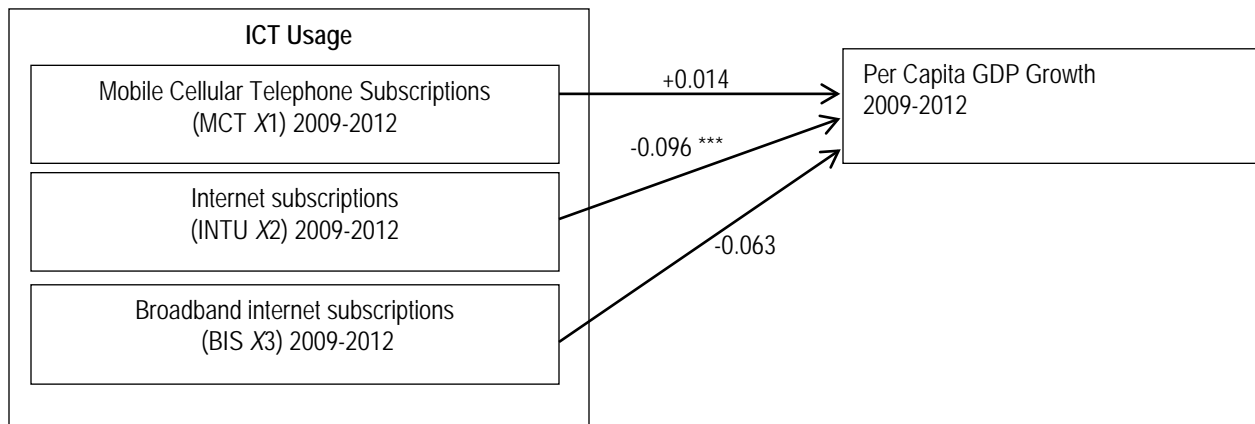 ICT Usage
Mobile Cellular Telephone Subscriptions
(MCT X1) 2009-2012
+0.014
Per Capita GDP Growth
2009-2012
Internet subscriptions
(INTU X2) 2009-2012
-0.096 ***
Broadband internet subscriptions
(BIS X3) 2009-2012
-0.063